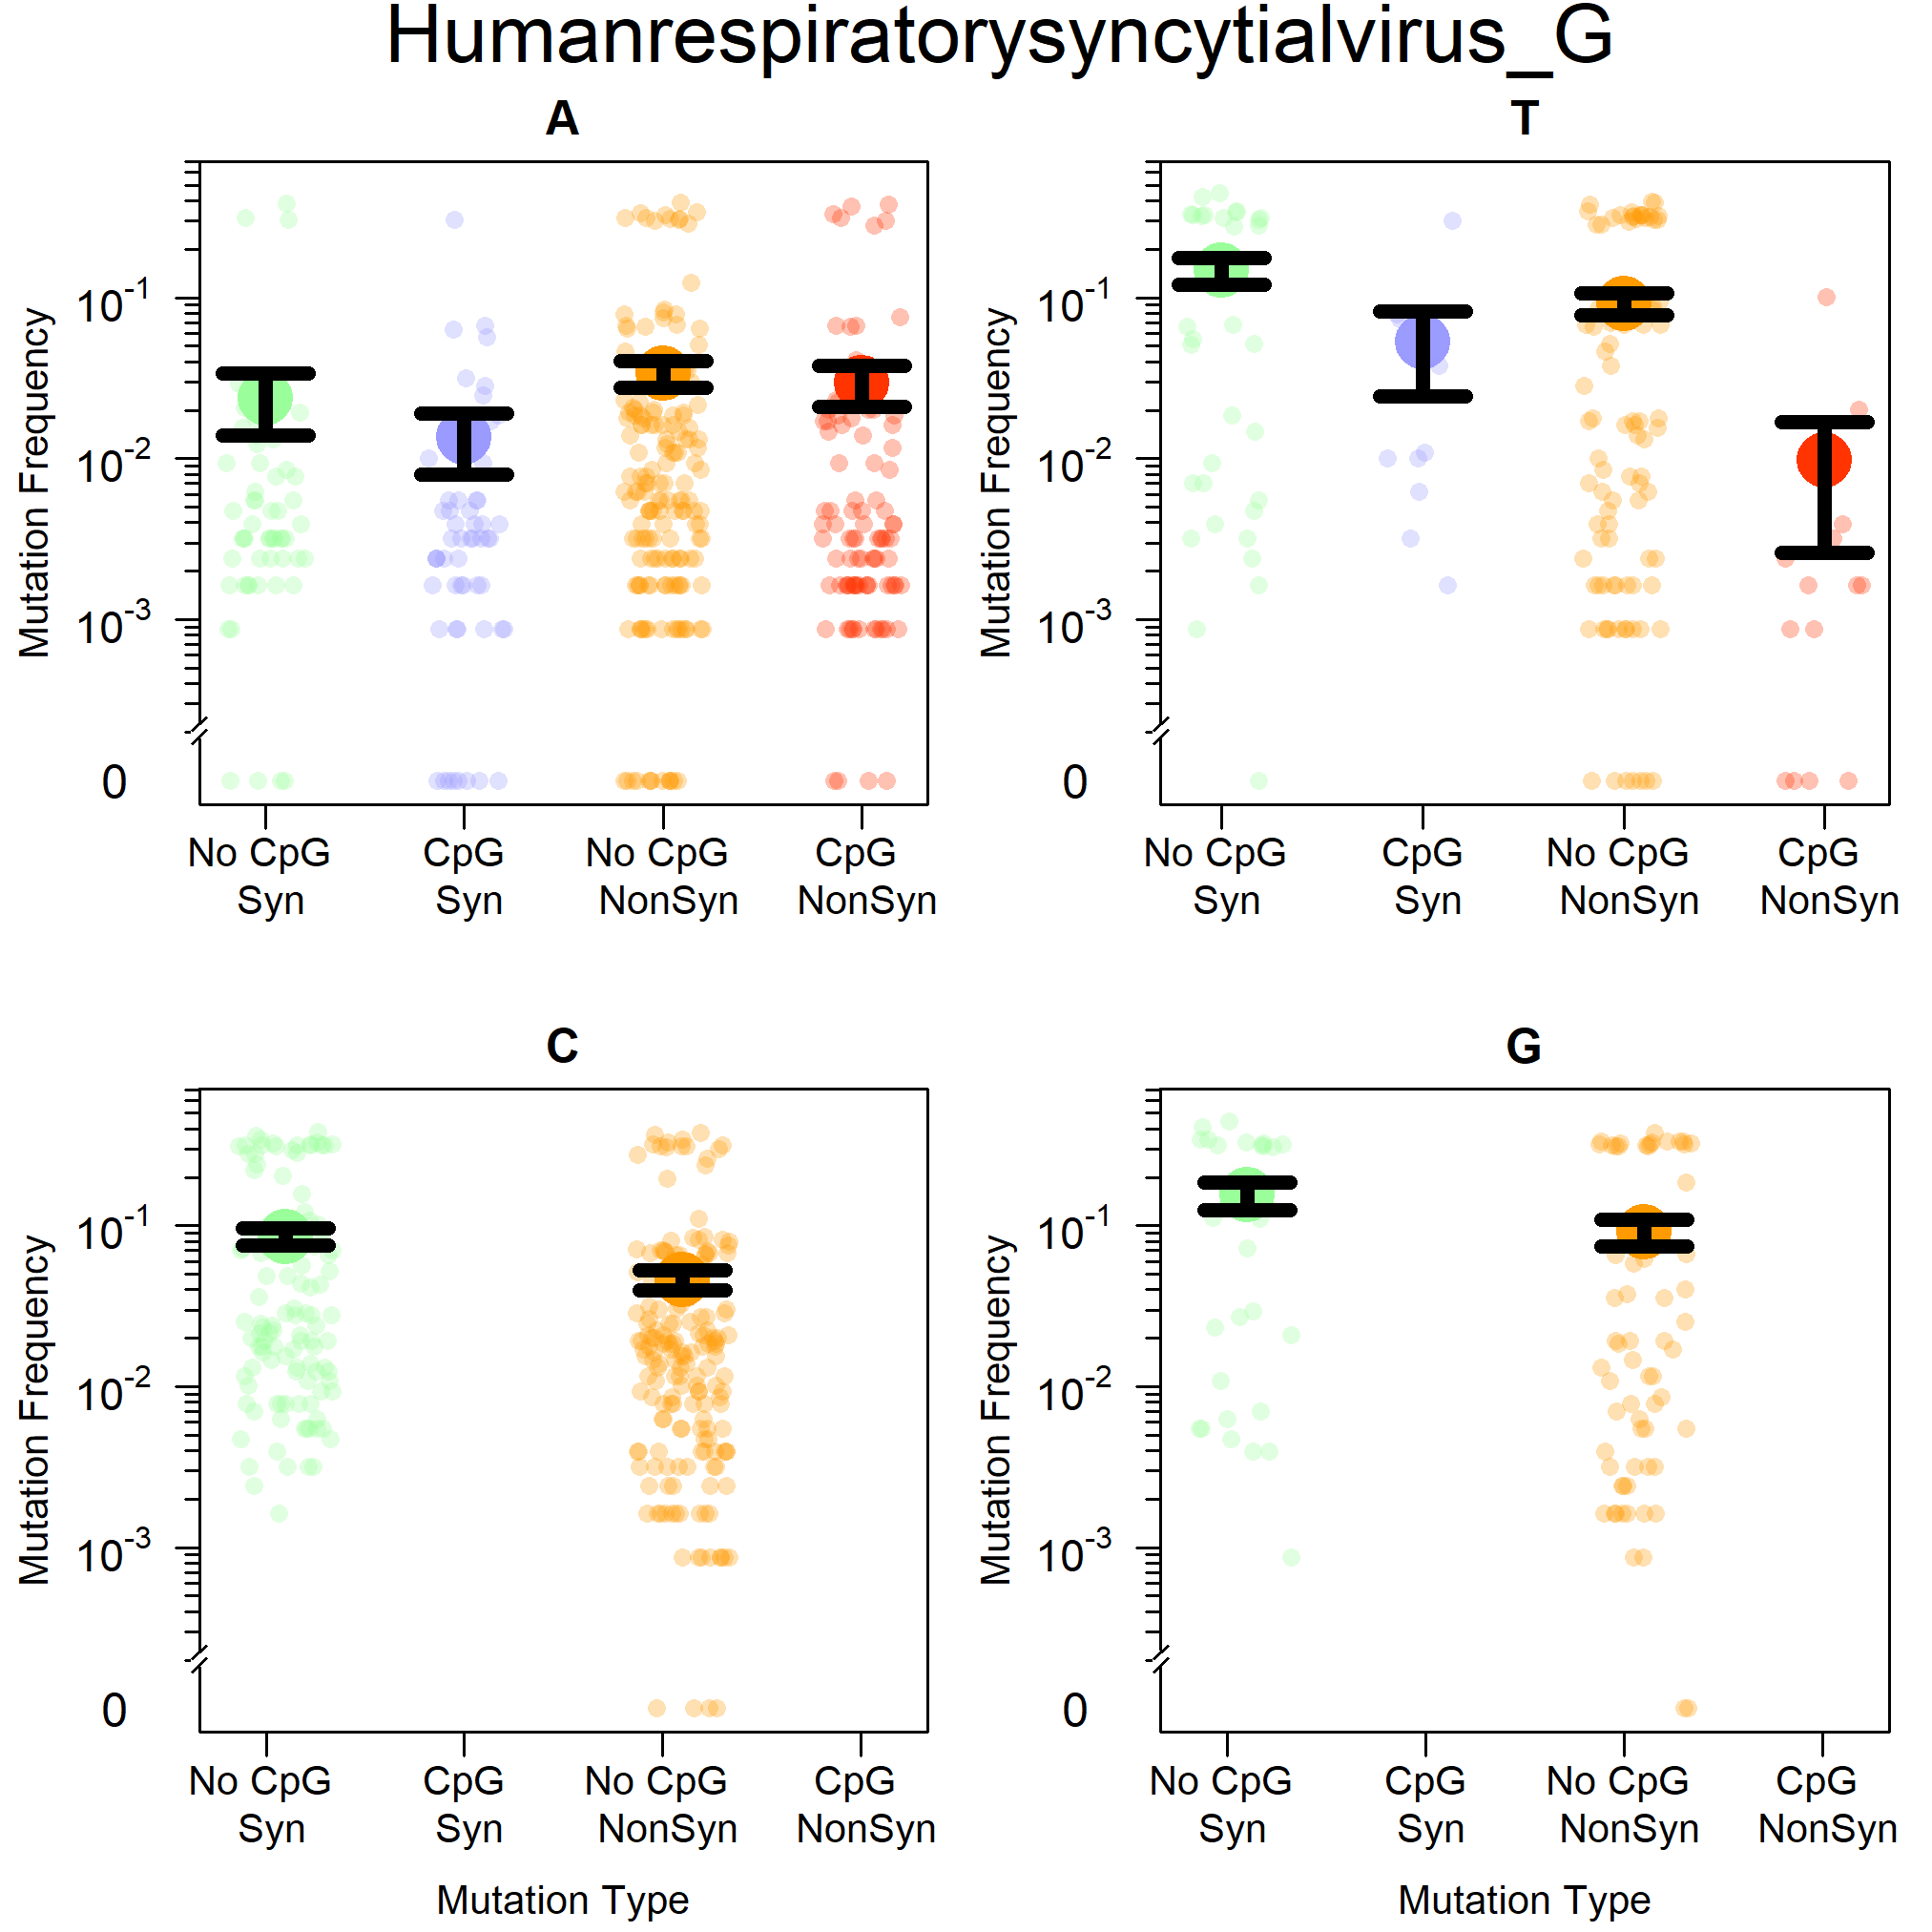 Humanrespiratorysyncytialvirus_G
A
Mutation Frequency
10-1
10-2
10-3
0
No CpG CpG No CpG CpG
Syn Syn NonSyn NonSyn
T
Mutation Frequency
10-1
10-2
10-3
0
No CpG CpG No CpG CpG
Syn Syn NonSyn NonSyn
C
Mutation Frequency
10-1
10-2
10-3
0
No CpG CpG No CpG CpG
Syn Syn NonSyn NonSyn
Mutation Type
G
Mutation Frequency
10-1
10-2
10-3
0
No CpG CpG No CpG CpG
Syn Syn NonSyn NonSyn
Mutation Type